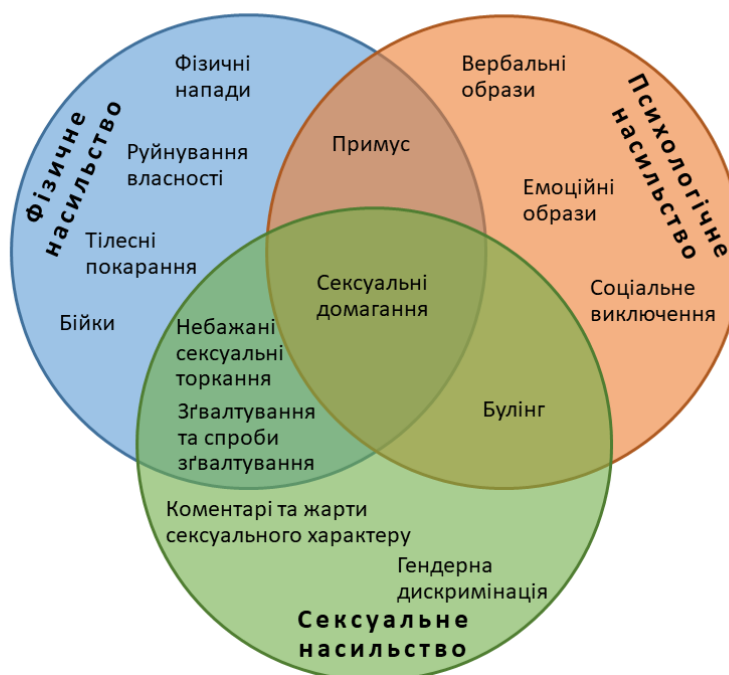 Фізичне
насильство
Фізичні
напади
Руйнування
власності
Тілесні
покарання
Бійки
Примус
Вербальні
образи
Психологічне
насильство
Емоційні
образи
Соціальне
виключення
Сексуальні
домагання
Небажані
сексуальні
торкання
Зґвалтування
та спроби
зґвалтування
Булінг
Коментарі та жарти
сексуального характеру
Гендерна
дискримінація
Сексуальне
насильство